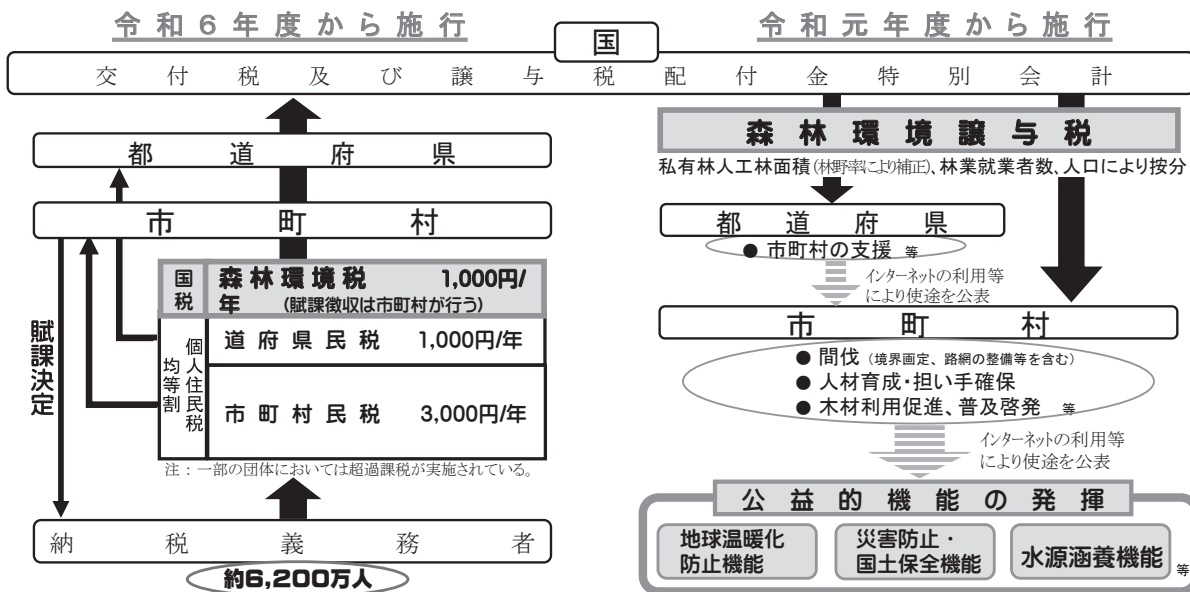 令和6年度から施行
令和元年度から施行
国
交付税及び譲与税配付金特別会計
都道府県
市町村
国税
森林環境税 1,000円/
年 (賦課徴収は市町村が行う)
個人住民税
均等割
道府県民税 1,000円/年
市町村民税 3,000円/年
賦課決定
注：一部の団体においては超過課税が実施されている。
納税義務者
約6,200万人
森林環境譲与税
私有林人工林面積(林野率により補正)、林業就業者数、人口により按分
都道府県
● 市町村の支援 等
インターネットの利用等
により使途を公表
市町村
● 間伐 (境界画定、路網の整備等を含む)
● 人材育成・担い手確保
● 木材利用促進、普及啓発 等
インターネットの利用等
により使途を公表
公益的機能の発揮
地球温暖化
防止機能
災害防止・
国土保全機能
水源涵養機能
等